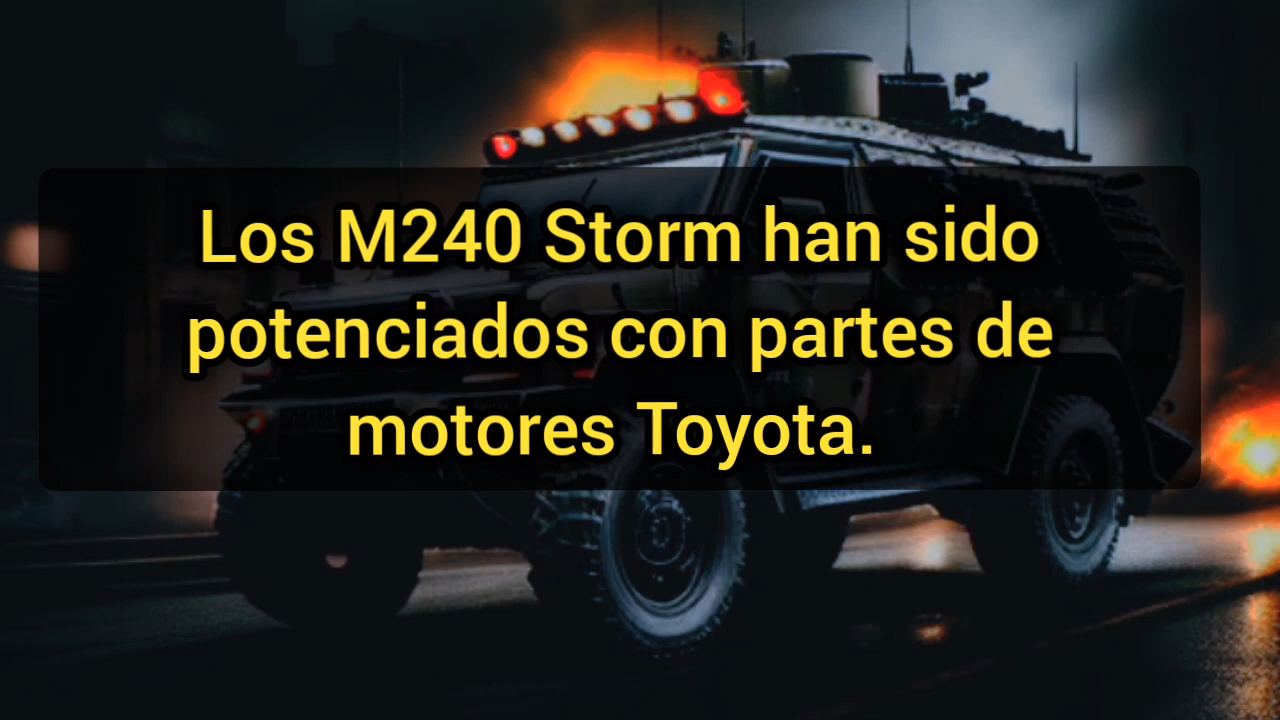 Los M240 Storm han sido
potenciados con partes de
motores Toyota.